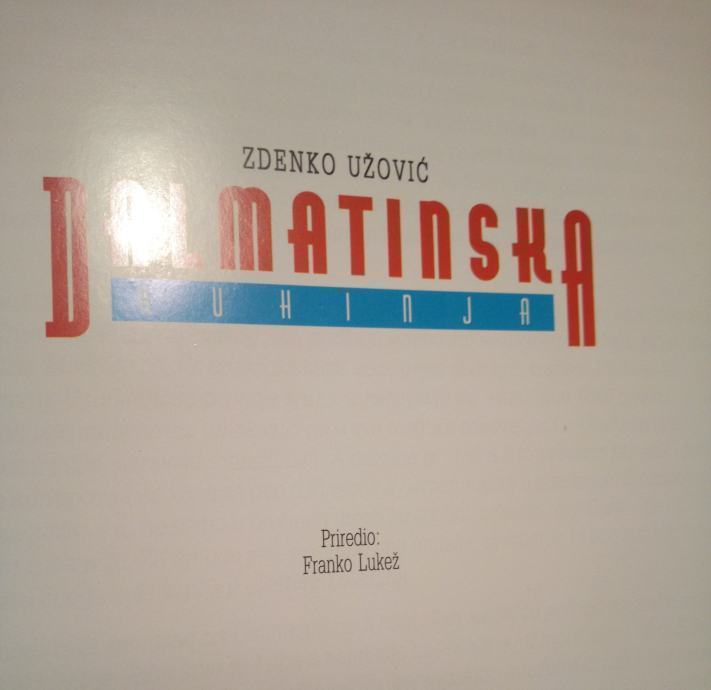 ZDENKO UŽOVIĆ
DALMATINSKA
KUHINJA
Priredio:
Franko Lukež